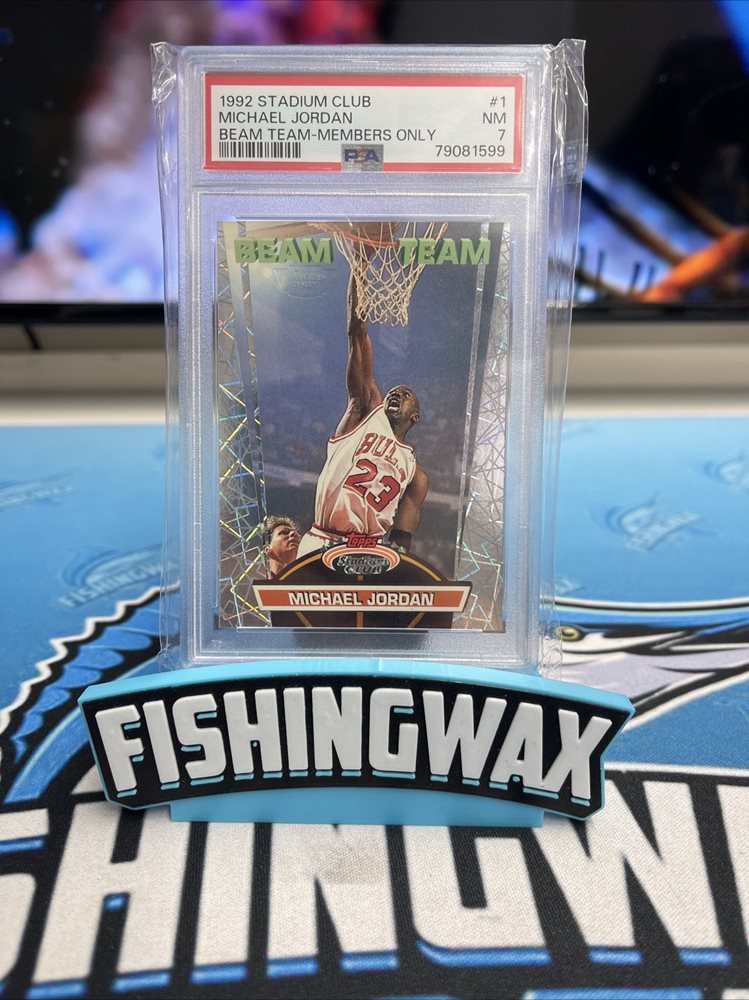 1992 STADIUM CLUB #1
MICHAEL JORDAN NM
BEAM TEAM-MEMBERS ONLY 7
PSA 79081599
BEAM TEAM
BULLS
23
TOPPS
Stadium
CLUB
MICHAEL JORDAN
FISHINGWAX
SHINGW